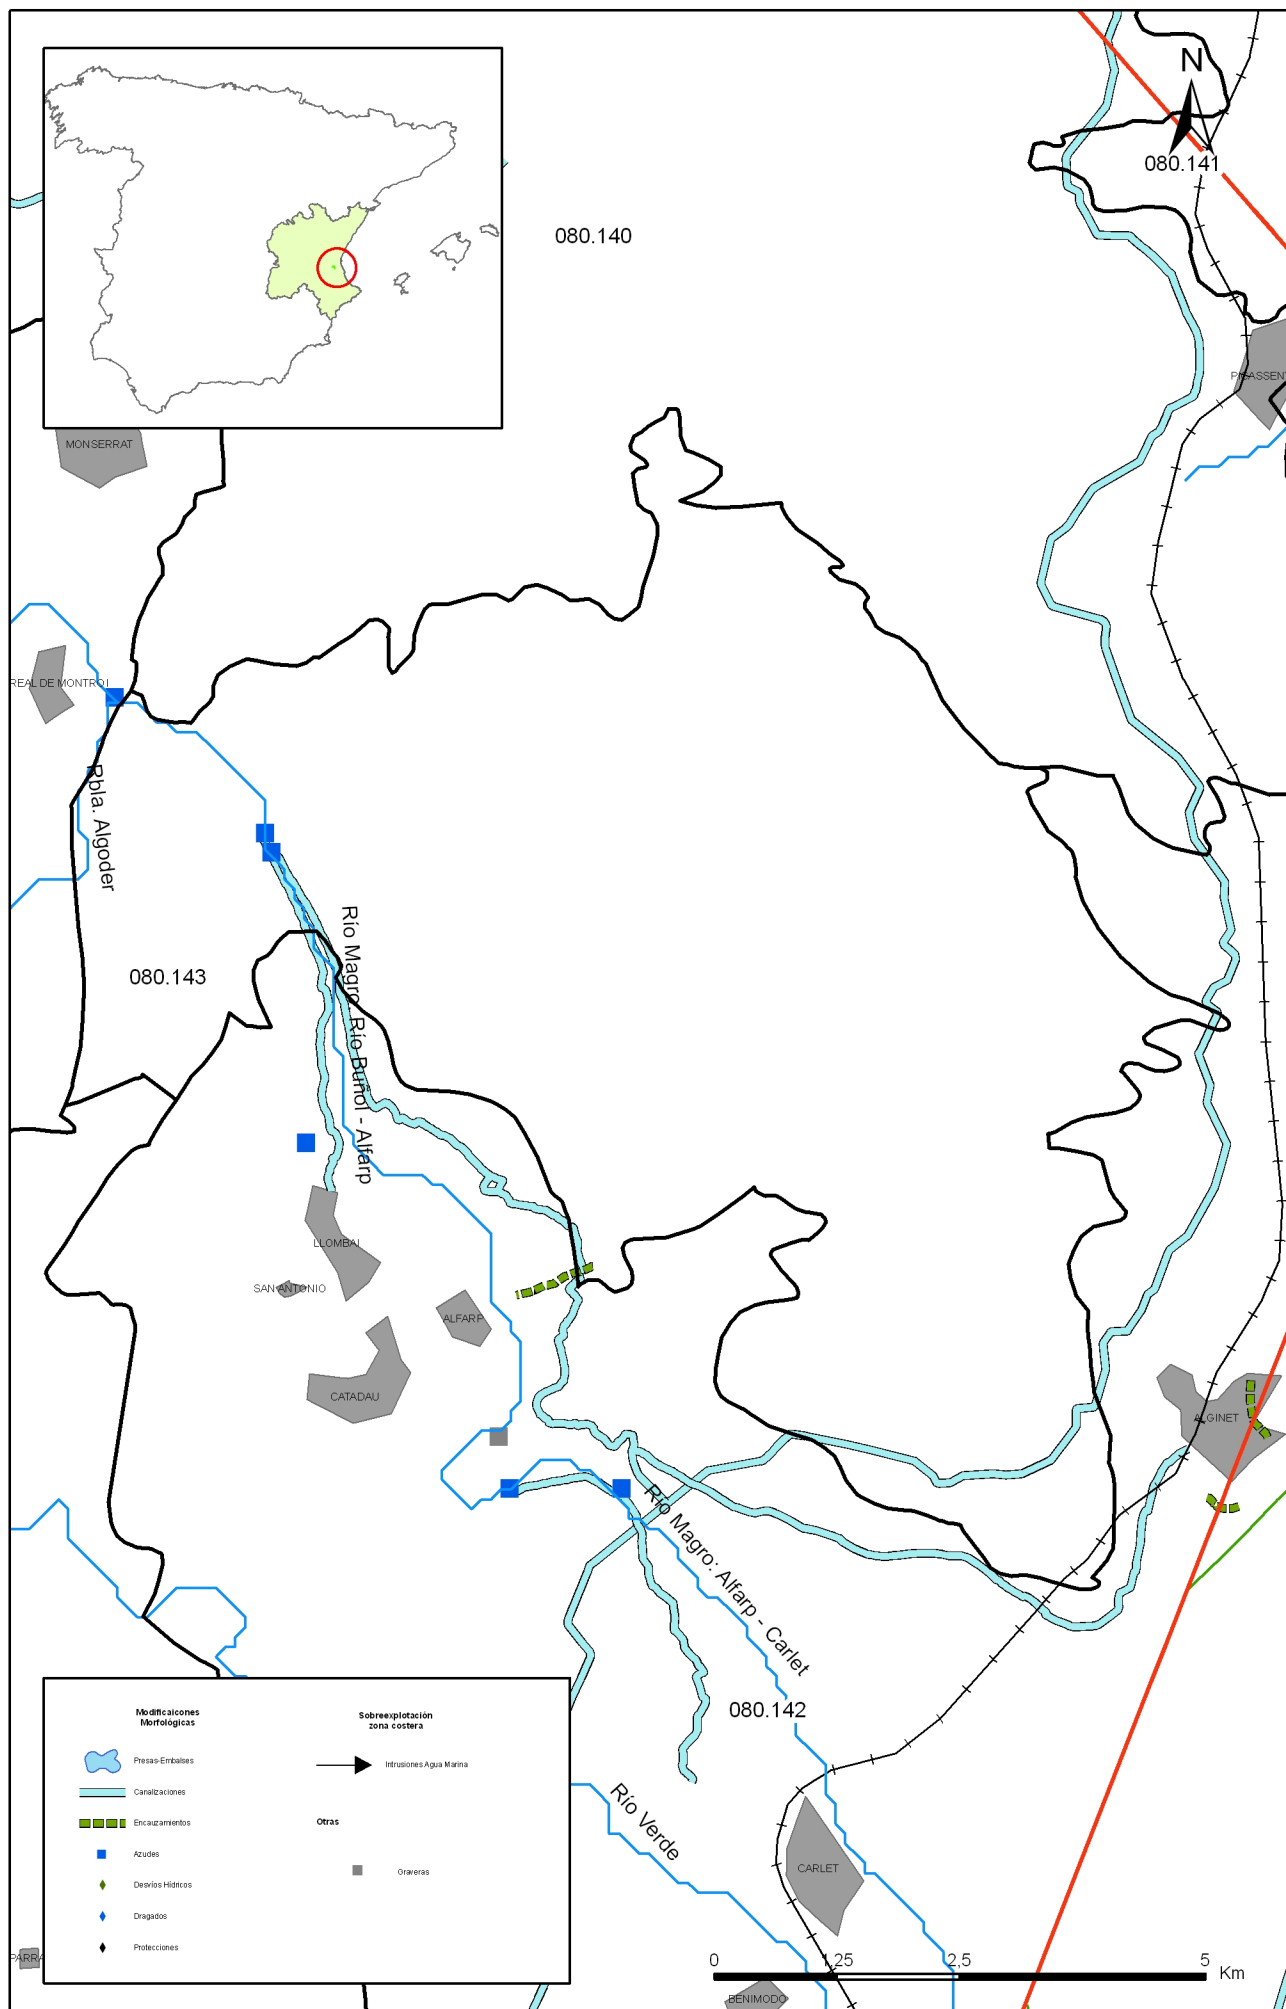 N
080.141
080.140
PICASSENT
MONSERRAT
REAL DE MONTROI
Rbla. Algoder
Río Magro: Río Buñol - Alfarp
080.143
LLOMBAI
SAN ANTONIO
ALFARP
CATADAU
ALGINET
Río Magro: Alfarp - Carlet
080.142
Río Verde
CARLET
PARRA
BENIMODO
Modificaicones
Morfológicas
Presas-Embalses
Canalizaciones
Encauzamientos
Azudes
Desvíos Hídricos
Dragados
Protecciones
Sobreexplotación
zona costera
Intrusiones Agua Marina
Otras
Graveras
0 1,25 2,5 5
Km